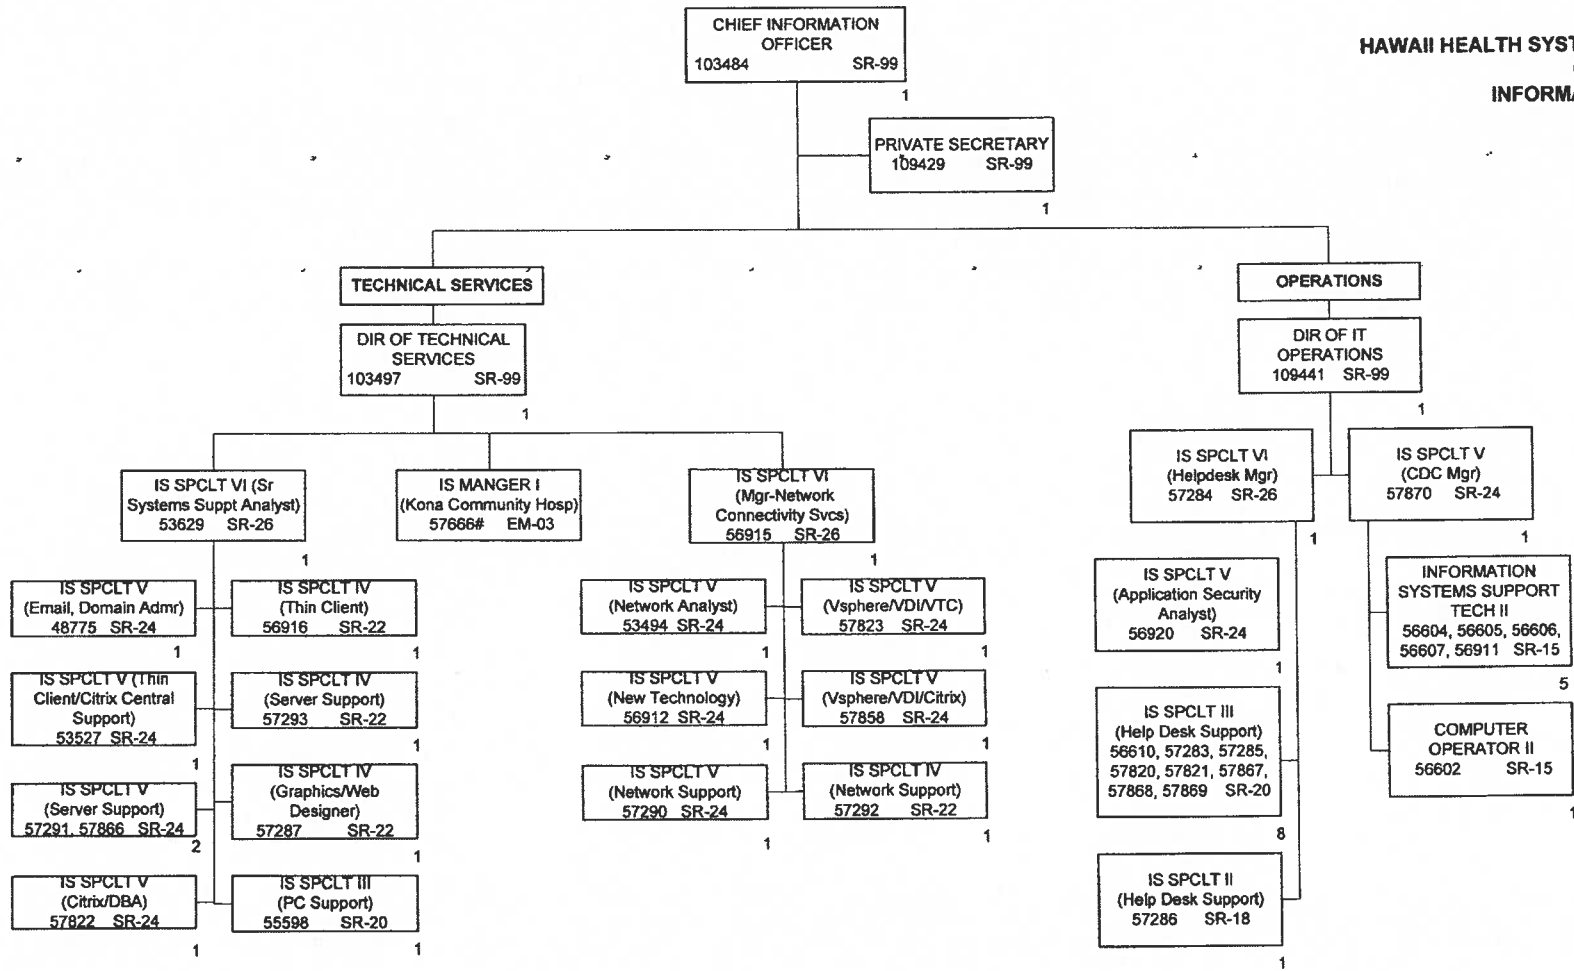 CHIEF INFORMATION
OFFICER
103484 SR-99
1
HAWAII HEALTH SYST
INFORMA
PRIVATE SECRETARY
109429 SR-99
1
TECHNICAL SERVICES
OPERATIONS
DIR OF TECHNICAL
SERVICES
103497 SR-99
1
DIR OF IT
OPERATIONS
109441 SR-99
1
IS SPCLT VI (Sr
Systems Suppt Analyst)
53629 SR-26
1
IS MANGER I
(Kona Community Hosp)
57666# EM-03
IS SPCLT VI
(Mgr-Network
Connectivity Svcs)
56915 SR-26
1
IS SPCLT VI
(Helpdesk Mgr)
57284 SR-26
1
IS SPCLT V
(CDC Mgr)
57870 SR-24
1
IS SPCLT V
(Email, Domain Admr)
48775 SR-24
1
IS SPCLT IV
(Thin Client)
56916 SR-22
1
IS SPCLT V (Thin
Client/Citrix Central
Support)
53527 SR-24
1
IS SPCLT IV
(Server Support)
57293 SR-22
1
IS SPCLT V
(Server Support)
57291, 57866 SR-24
2
IS SPCLT IV
(Graphics/Web
Designer)
57287 SR-22
1
IS SPCLT V
(Citrix/DBA)
57822 SR-24
1
IS SPCLT III
(PC Support)
55598 SR-20
1
IS SPCLT V
(Network Analyst)
53494 SR-24
1
IS SPCLT V
(Vsphere/VDI/VTC)
57823 SR-24
1
IS SPCLT V
(New Technology)
56912 SR-24
1
IS SPCLT V
(Vsphere/VDI/Citrix)
57858 SR-24
1
IS SPCLT V
(Network Support)
57290 SR-24
1
IS SPCLT IV
(Network Support)
57292 SR-22
1
IS SPCLT V
(Application Security
Analyst)
56920 SR-24
1
IS SPCLT III
(Help Desk Support)
56610, 57283, 57285,
57820, 57821, 57867,
57868, 57869 SR-20
8
IS SPCLT II
(Help Desk Support)
57286 SR-18
1
INFORMATION
SYSTEMS SUPPORT
TECH II
56604, 56605, 56606,
56607, 56911 SR-15
5
COMPUTER
OPERATOR II
56602 SR-15
1